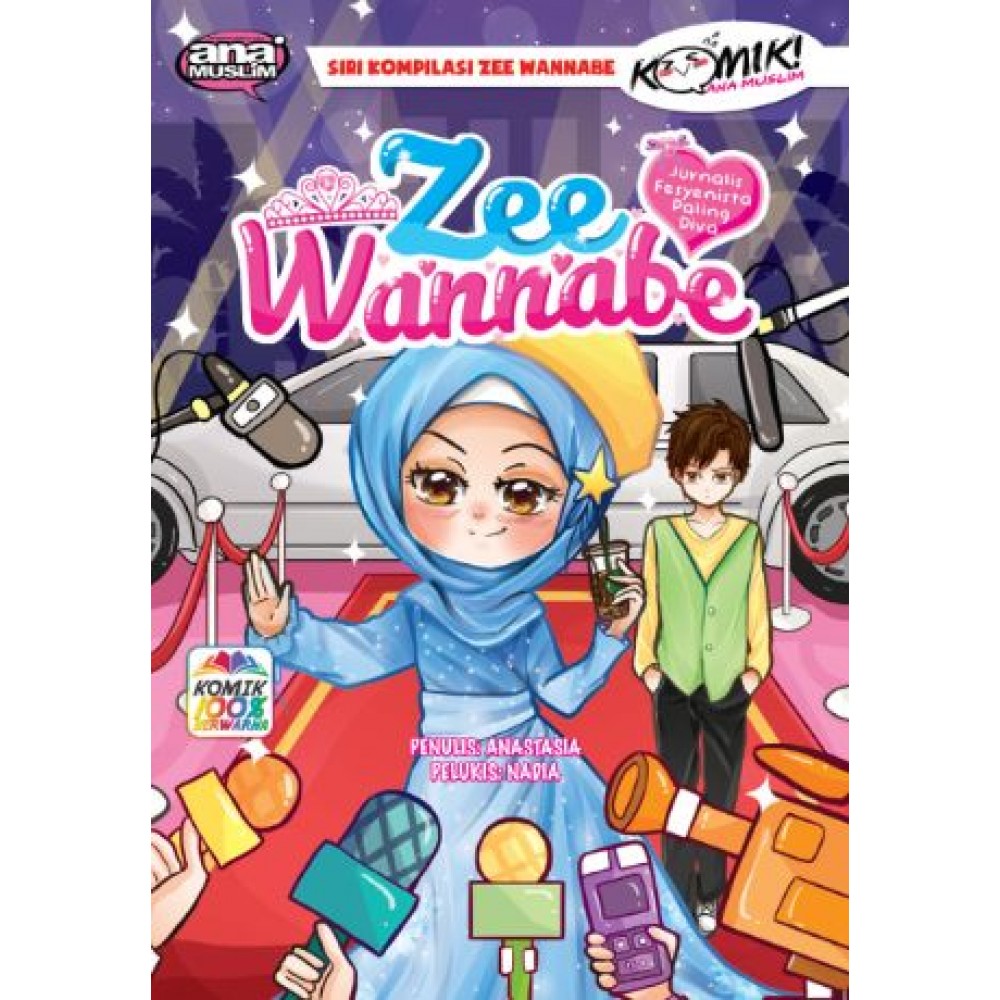 ana
MUSLiM
SIRI KOMPILASI ZEE WANNABE
KOMIK!
ANA MUSLIM
Zee
Wannabe
Jurnalis
Fesyenista
Paling
Diva
KOMIK
100%
BERWARNA
PENULIS: ANASTASIA
PELUKIS: NADIA